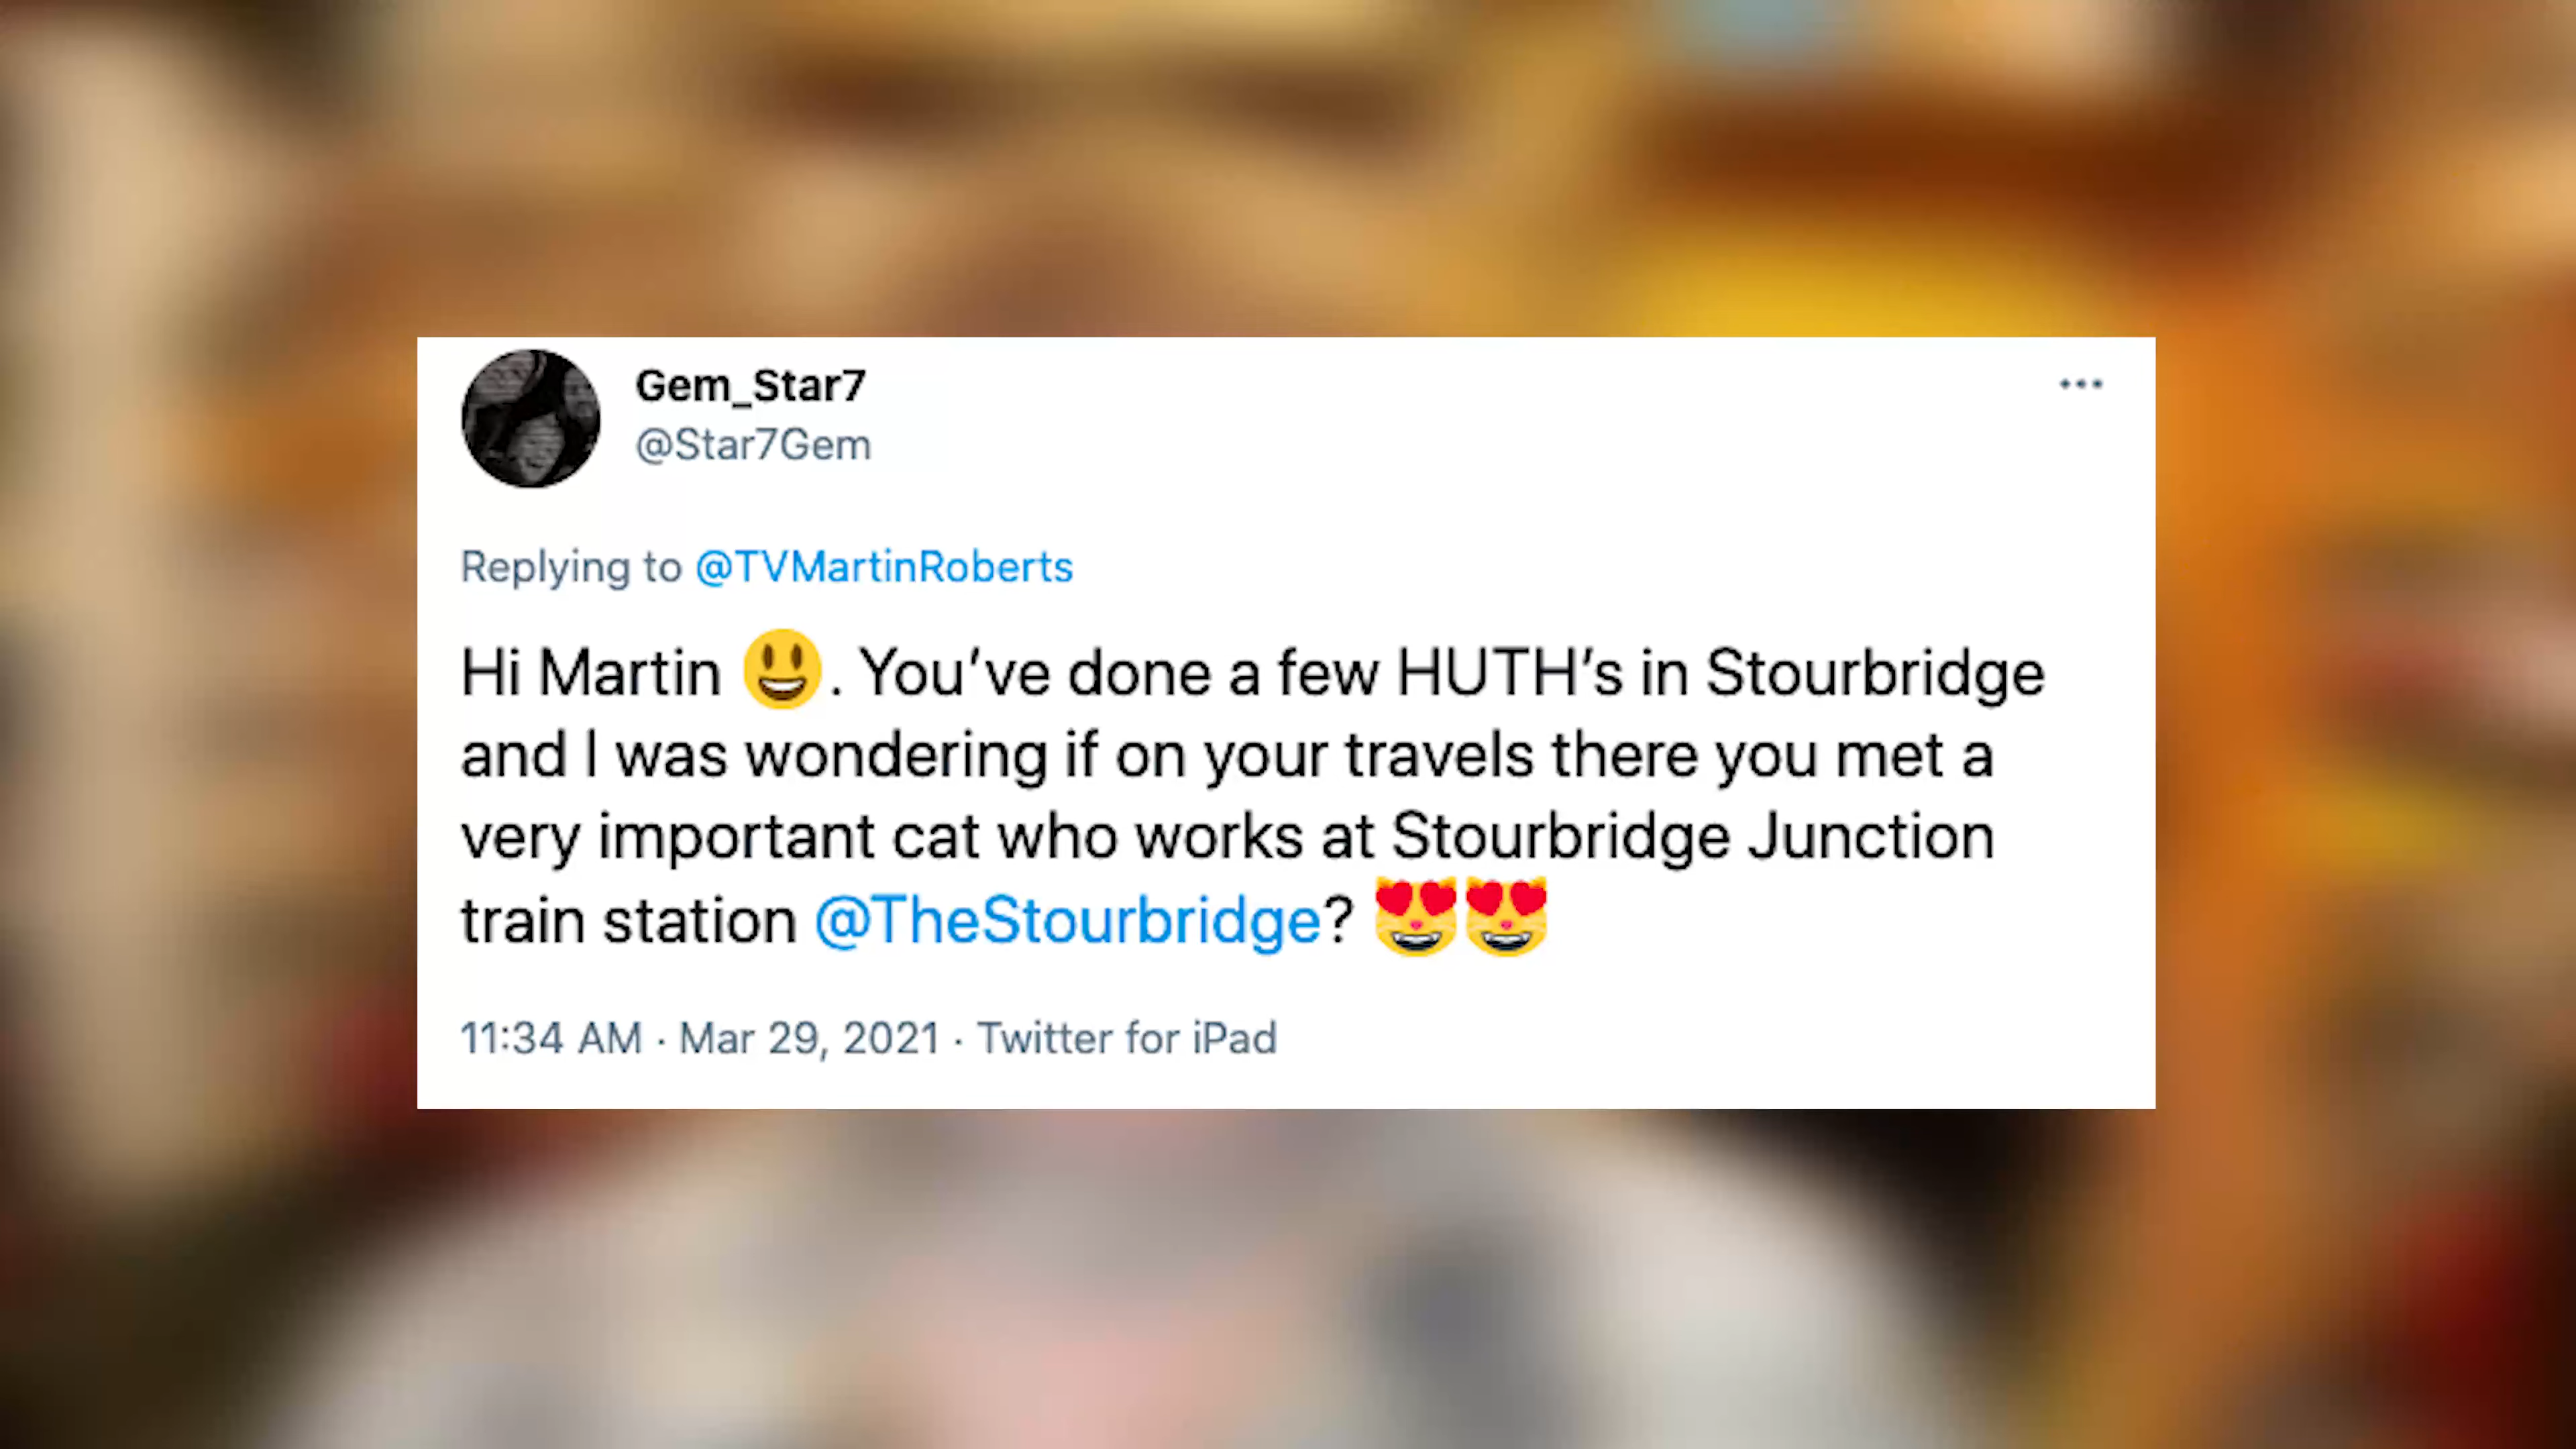 Gem_Star7
@Star7Gem
Replying to @TVMartinRoberts
Hi Martin 😃. You've done a few HUTH's in Stourbridge
and I was wondering if on your travels there you met a
very important cat who works at Stourbridge Junction
train station @TheStourbridge? 😻😻
11:34 AM · Mar 29, 2021 · Twitter for iPad